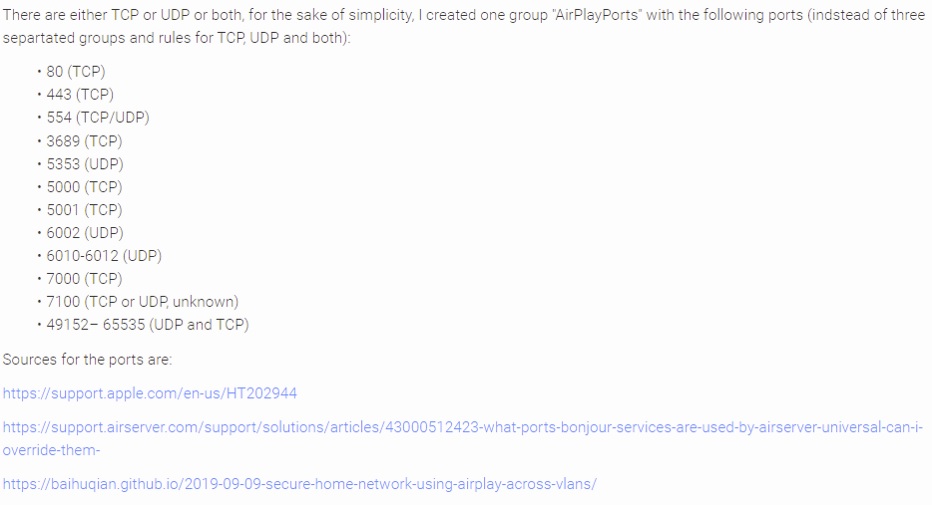 There are either TCP or UDP or both, for the sake of simplicity, I created one group "AirPlayPorts" with the following ports (indstead of three
separtated groups and rules for TCP, UDP and both):
• 80 (TCP)
• 443 (TCP)
• 554 (TCP/UDP)
• 3689 (TCP)
• 5353 (UDP)
• 5000 (TCP)
• 5001 (TCP)
• 6002 (UDP)
• 6010-6012 (UDP)
• 7000 (TCP)
• 7100 (TCP or UDP, unknown)
• 49152– 65535 (UDP and TCP)
Sources for the ports are:
https://support.apple.com/en-us/HT202944
https://support.airserver.com/support/solutions/articles/43000512423-what-ports-bonjour-services-are-used-by-airserver-universal-can-i-
override-them-
https://baihuqian.github.io/2019-09-09-secure-home-network-using-airplay-across-vlans/